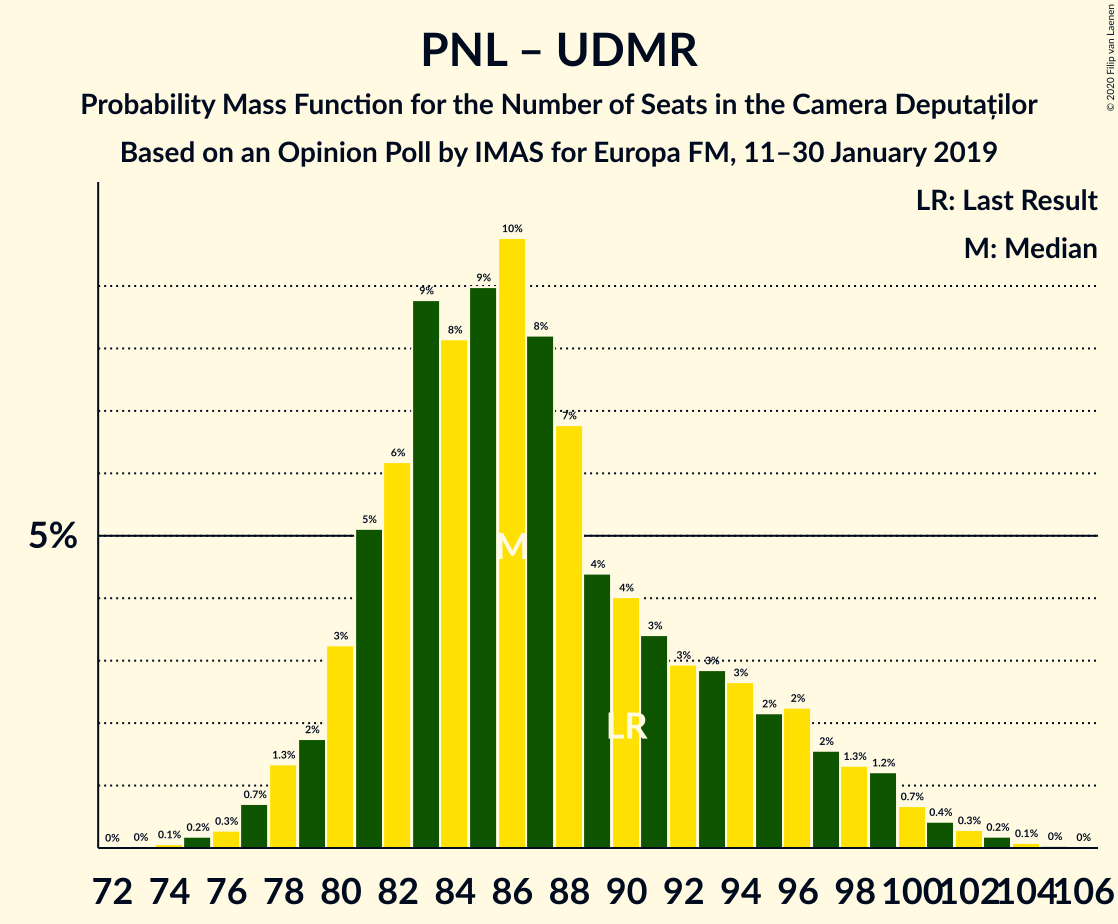 PNL – UDMR
Probability Mass Function for the Number of Seats in the Camera Deputaților
Based on an Opinion Poll by IMAS for Europa FM, 11–30 January 2019
© 2020 Filip van Laenen
LR: Last Result
M: Median
5%
0% 0% 0.1% 0.2% 0.3% 0.7% 1.3% 2% 3% 5% 6% 9% 8% 9% 10% 8% 7% 4% 4% 3% 3% 3% 3% 2% 2% 2% 1.3% 1.2% 0.7% 0.4% 0.3% 0.2% 0.1% 0% 0%
M
LR
72 74 76 78 80 82 84 86 88 90 92 94 96 98 100 102 104 106